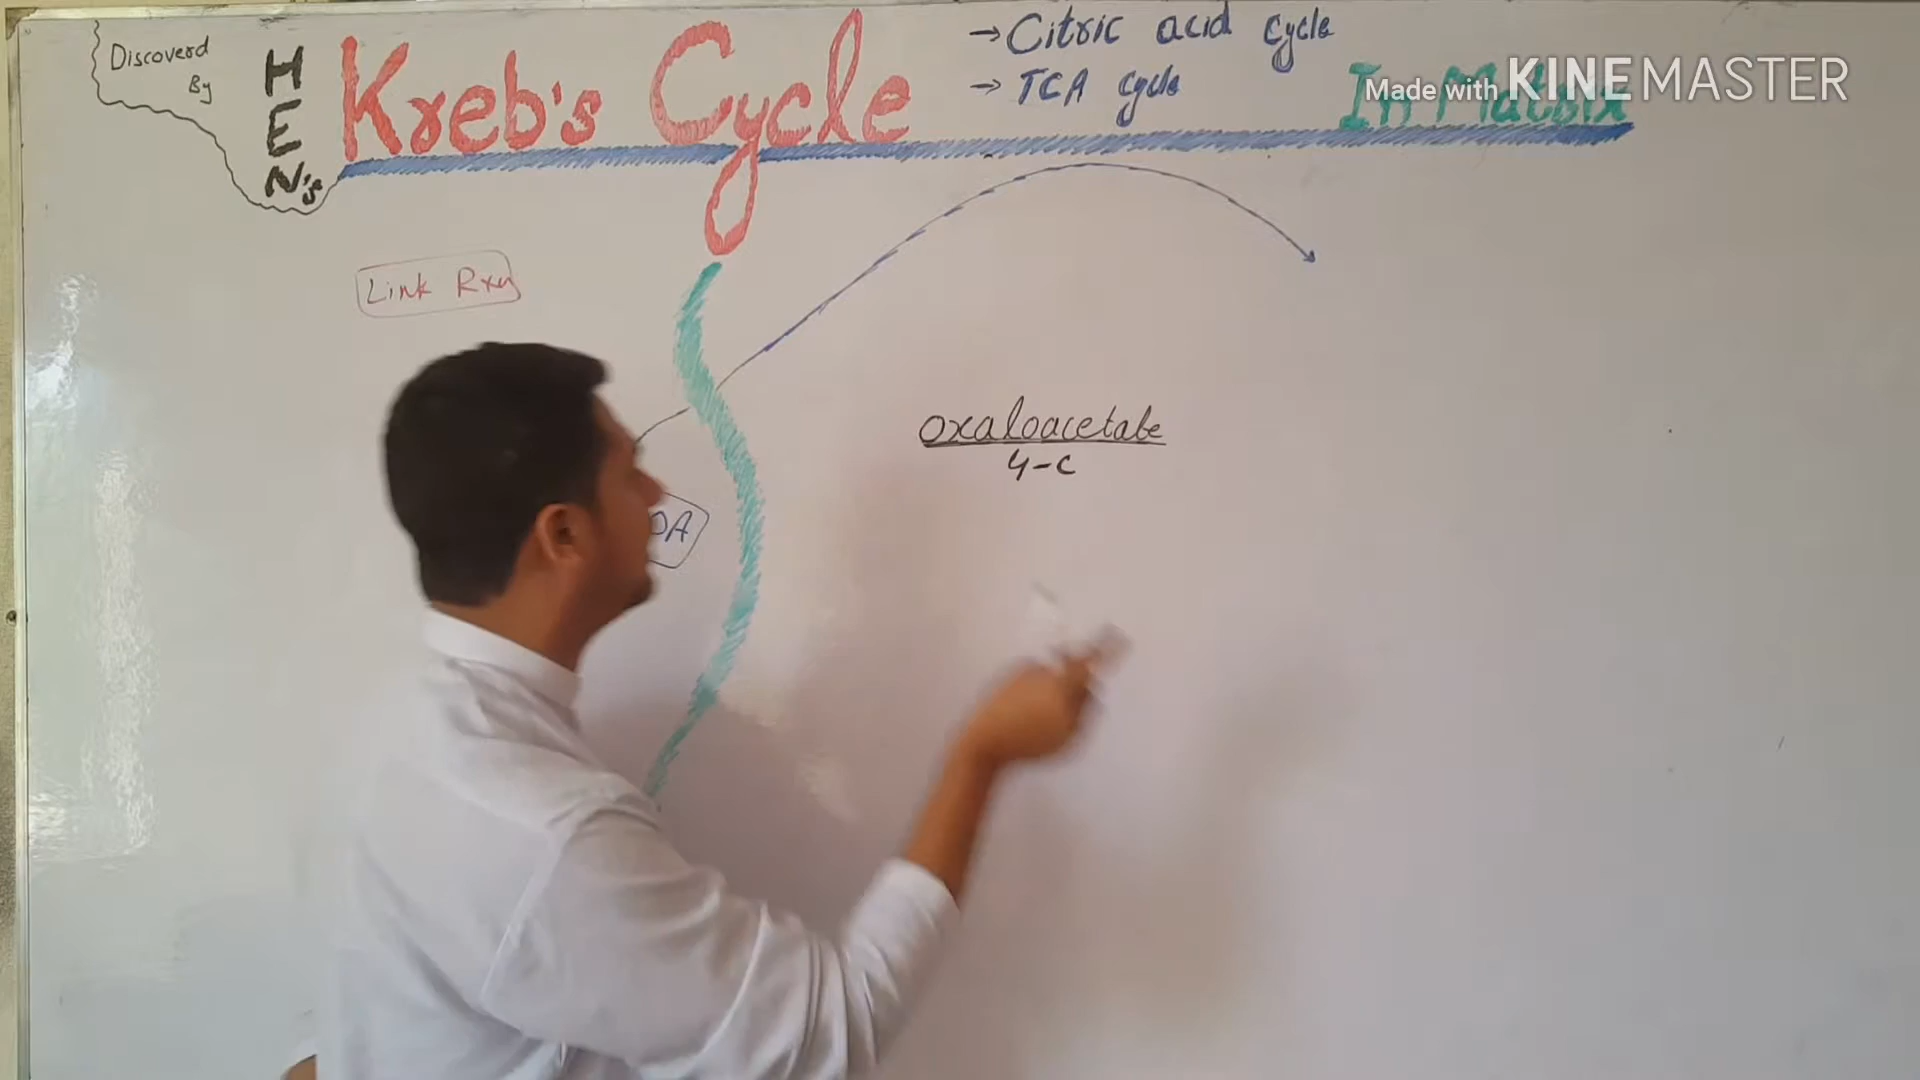 Discoverd
By
HEN's
Kreb's Cycle
→ Citric acid cycle
→ TCA cycle
In Matrix
Made with KINEMASTER
Link Rxn
OA
oxaloacetate
4-C